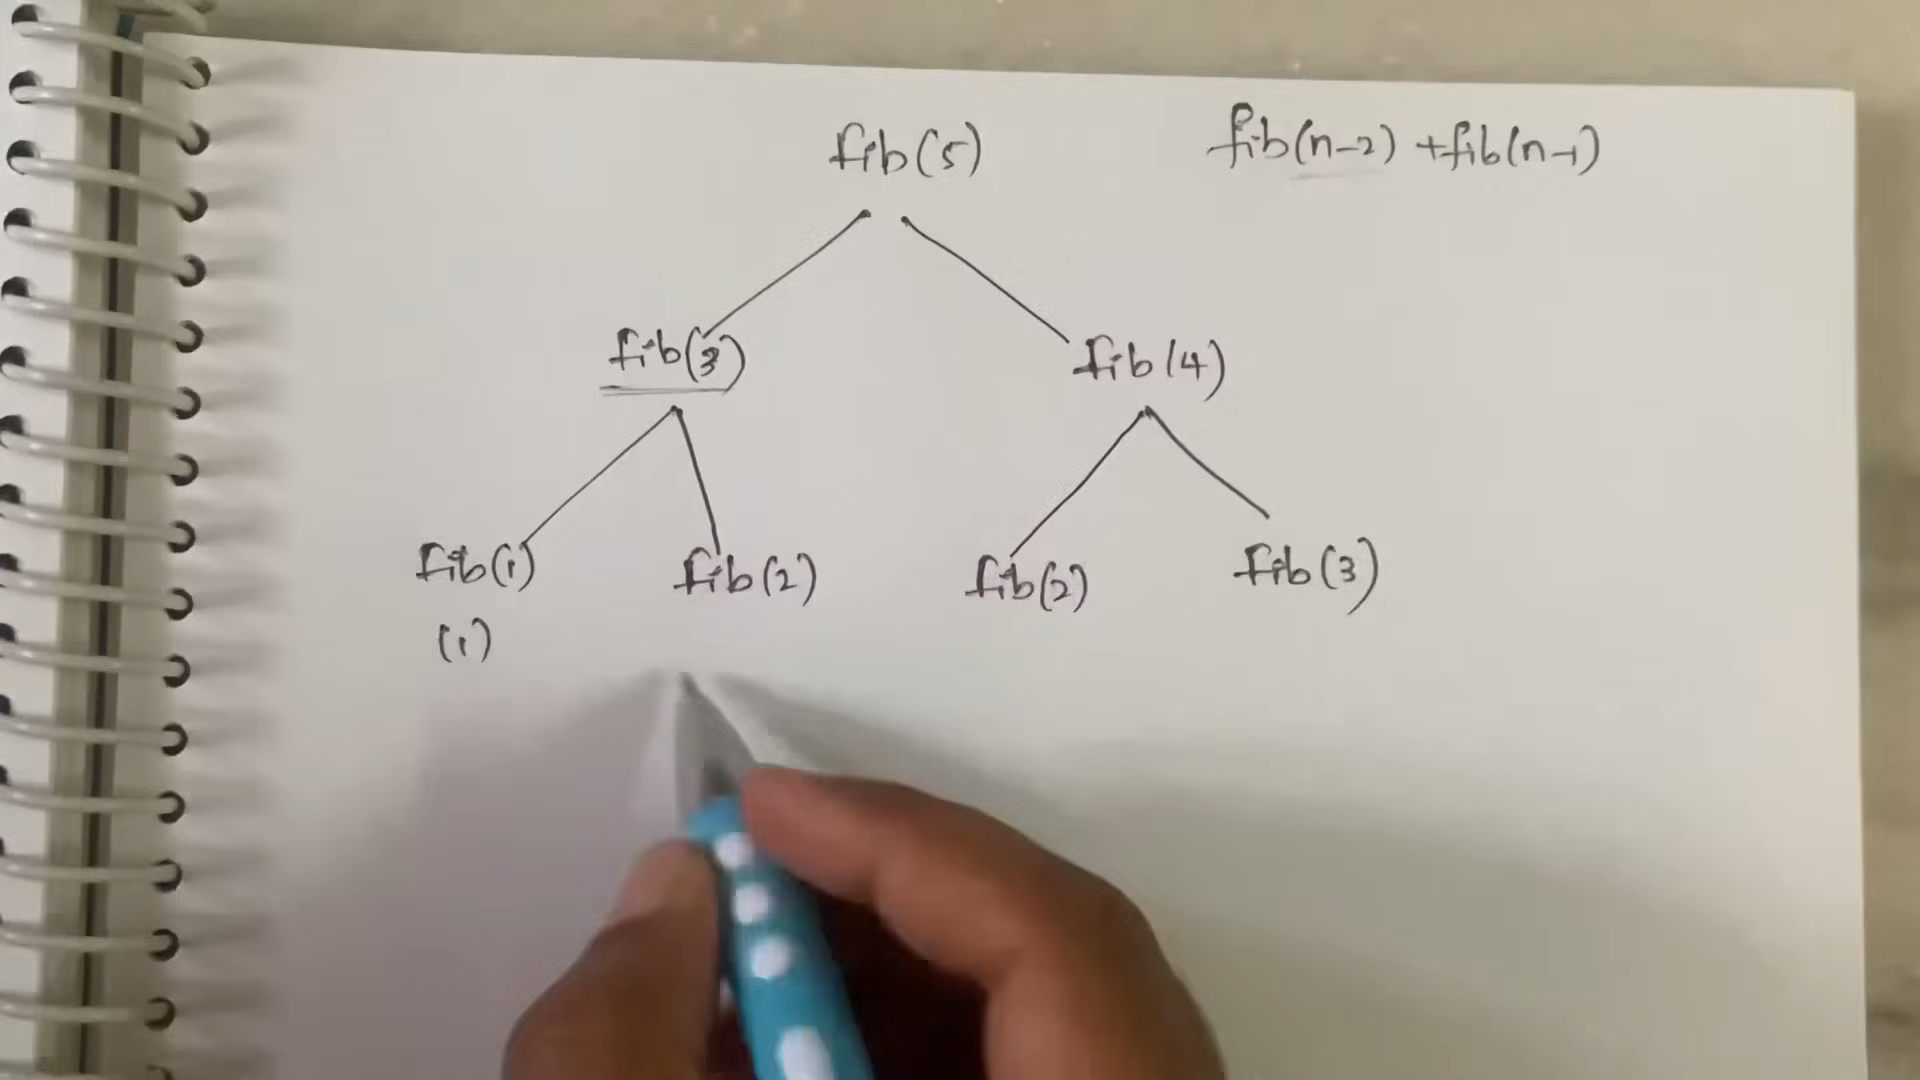 fib(5) fib(n-2) +fib(n-1)
fib(3) fib(4)
fib(1) fib(2) fib(2) fib(3)
(1)